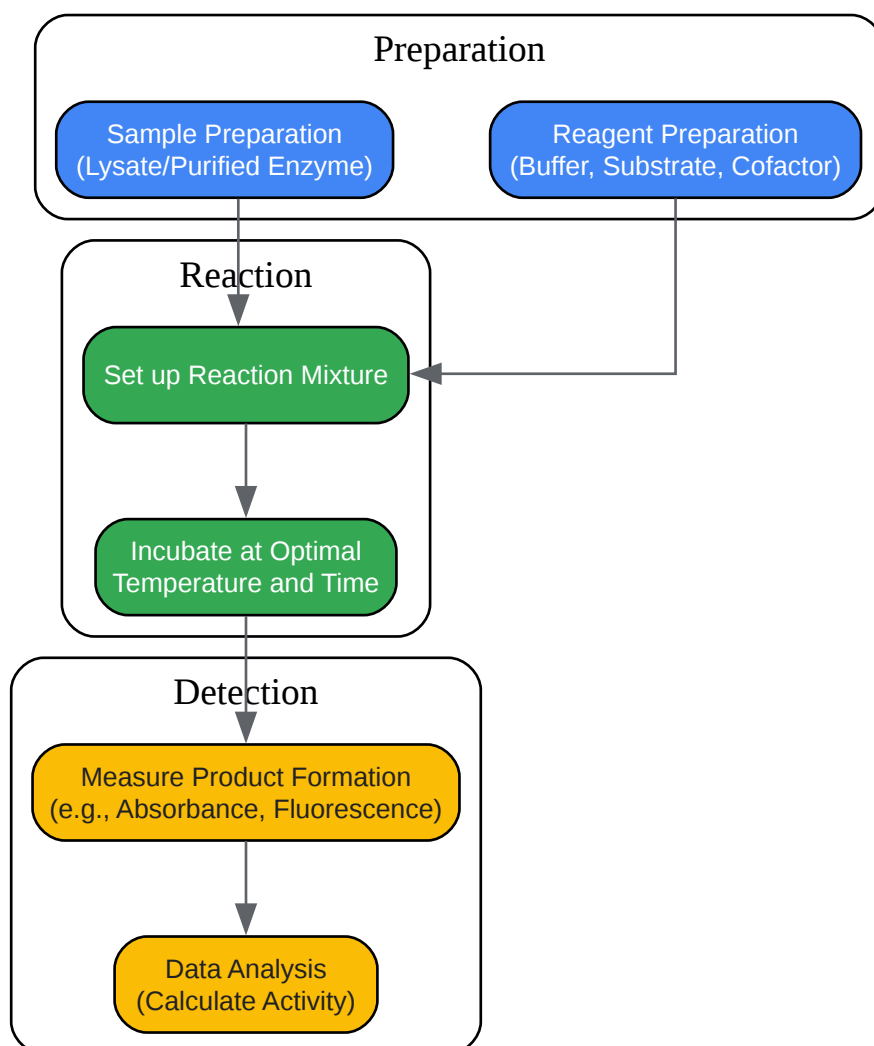 Preparation
Sample Preparation
(Lysate/Purified Enzyme)
Reagent Preparation
(Buffer, Substrate, Cofactor)
Reaction
Set up Reaction Mixture
Incubate at Optimal
Temperature and Time
Detection
Measure Product Formation
(e.g., Absorbance, Fluorescence)
Data Analysis
(Calculate Activity)